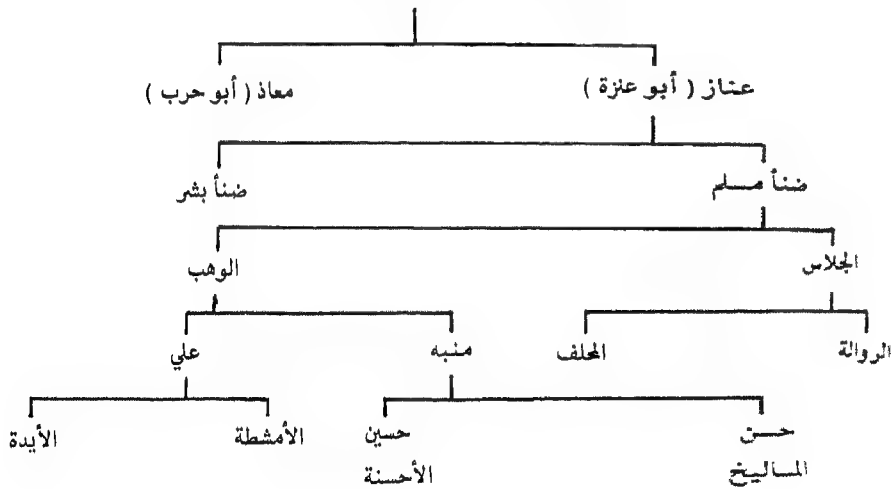 عناز ( أبو عنزة ) معاذ ( أبو حرب )
ضنأ مسلم ضنأ بشر
الجلاس الوهب
الروالة المحلف منبه علي
حسن حسين الأمشطة الأيدة
المساليخ الأحسنة